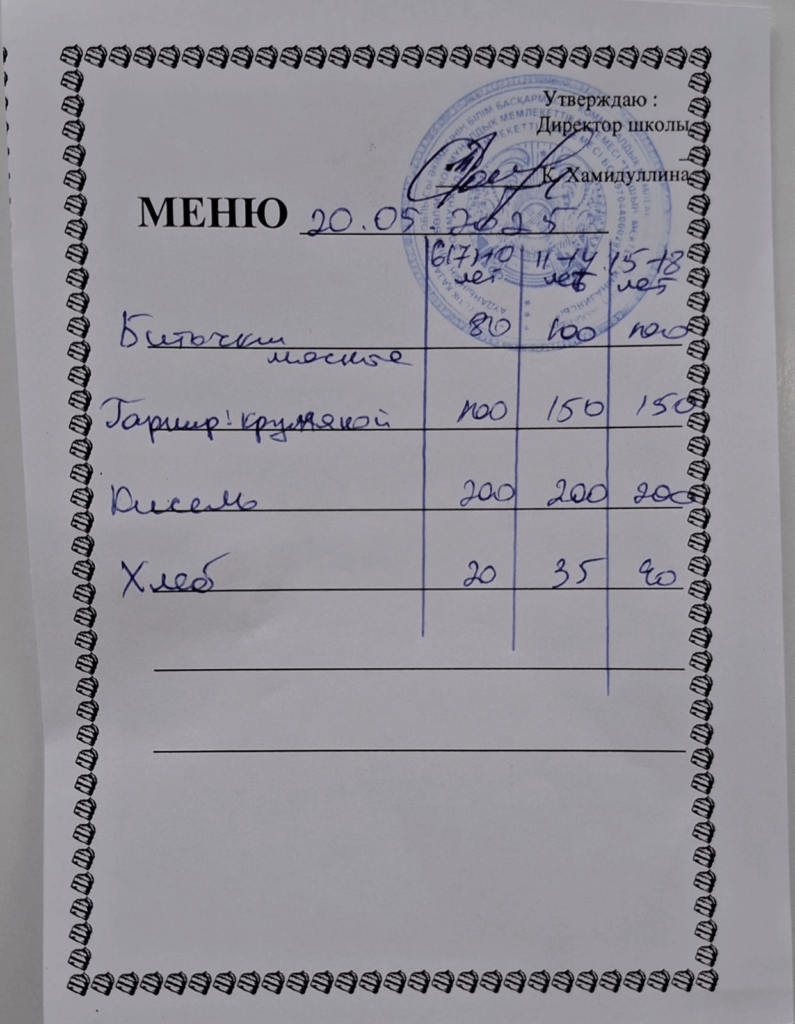 Утверждаю :
Директор школы
К. Хамидуллина
МЕНЮ 20.05.2025
6(7)-10 11-14 15-18
лет лет лет
Биточки 80 100 100
мясные
Гарнир: 100 150 150
Кисель 200 200 200
Хлеб 20 35 40